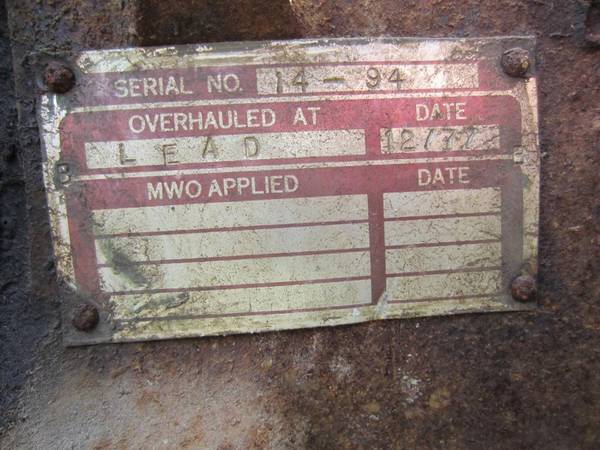 SERIAL NO. 14-94
OVERHAULED AT DATE
LEAD 12/77
MWO APPLIED DATE